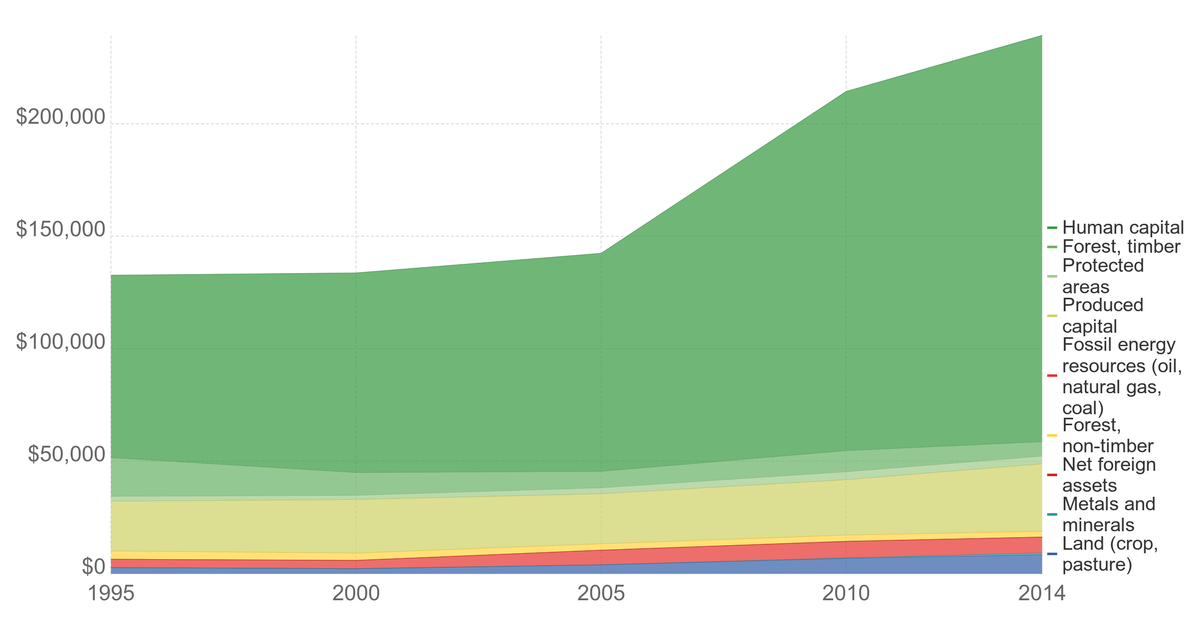 $200,000
$150,000
$100,000
$50,000
$0
1995
2000
2005
2010
2014
Human capital
Forest, timber
Protected
areas
Produced
capital
Fossil energy
resources (oil,
natural gas,
coal)
Forest,
non-timber
Net foreign
assets
Metals and
minerals
Land (crop,
pasture)